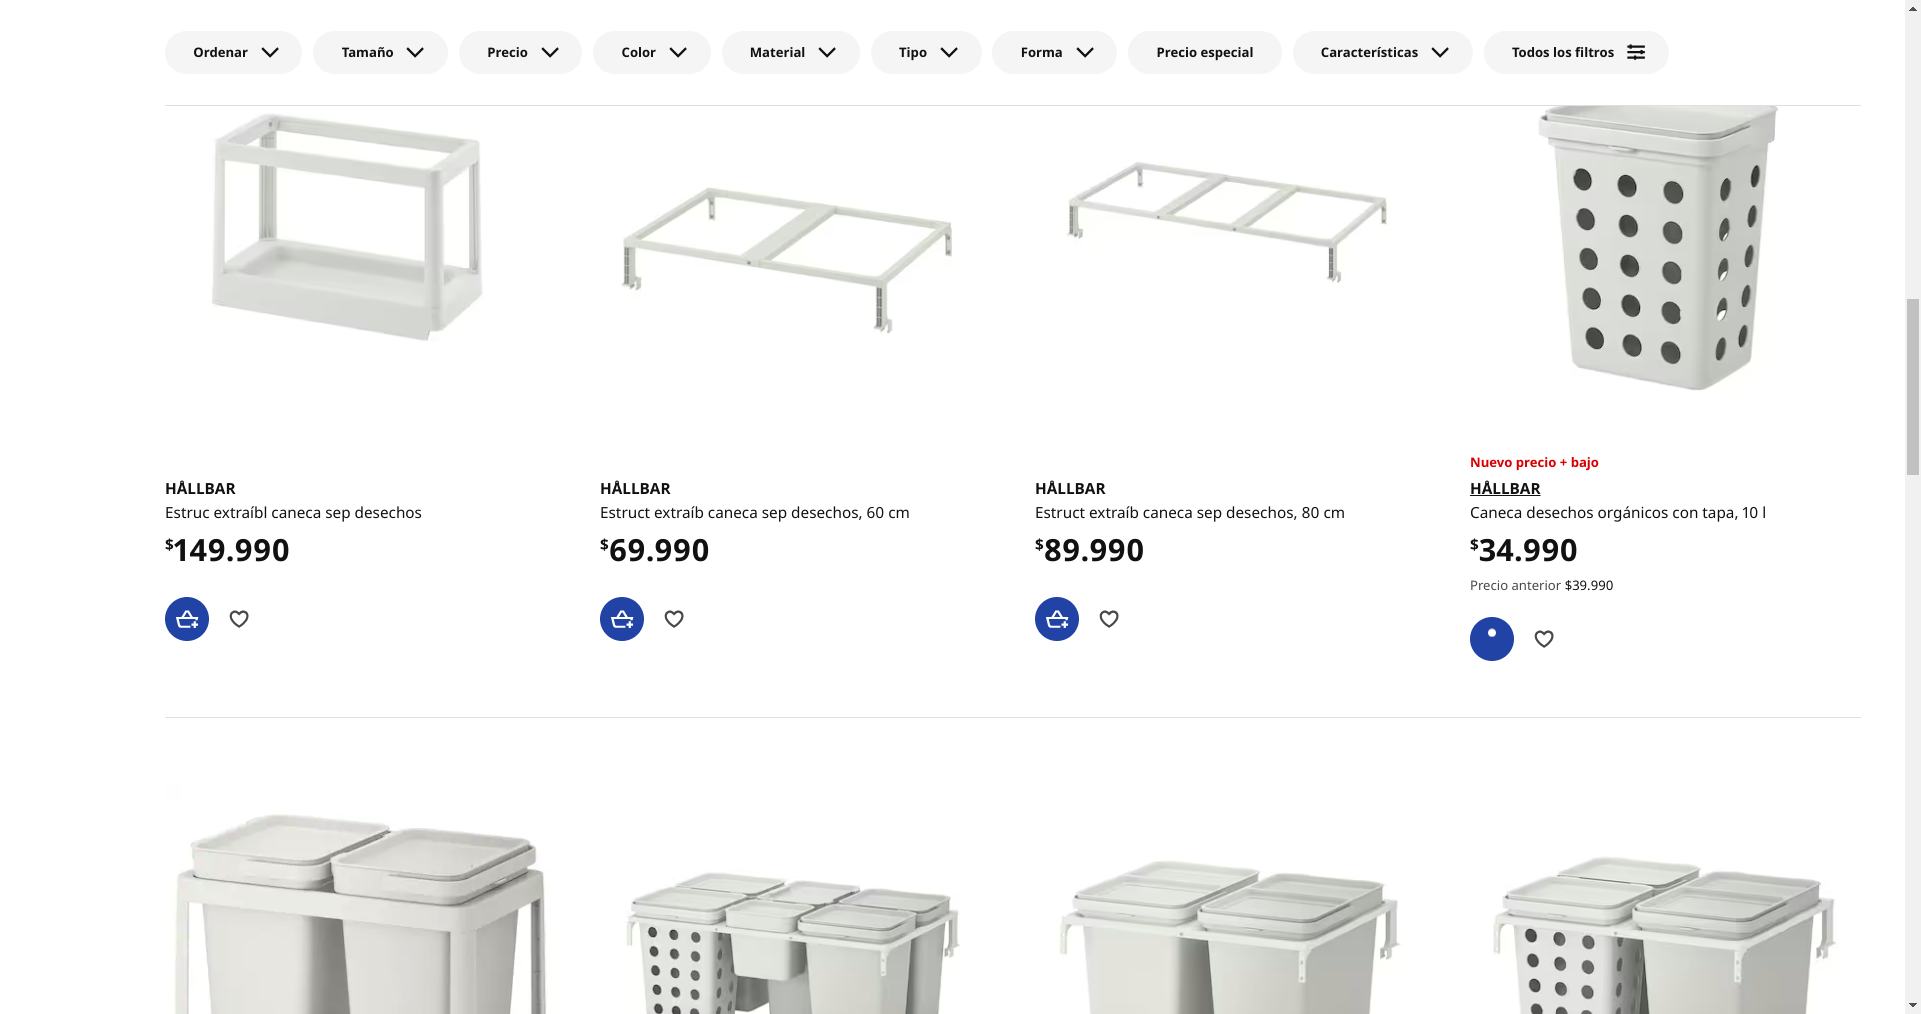 Ordenar
Tamaño
Precio
Color
Material
Tipo
Forma
Precio especial
Características
Todos los filtros
HÅLLBAR
Estruc extraíbl caneca sep desechos
$149.990
HÅLLBAR
Estruct extraíb caneca sep desechos, 60 cm
$69.990
HÅLLBAR
Estruct extraíb caneca sep desechos, 80 cm
$89.990
Nuevo precio + bajo
HÅLLBAR
Caneca desechos orgánicos con tapa, 10 l
$34.990
Precio anterior $39.990